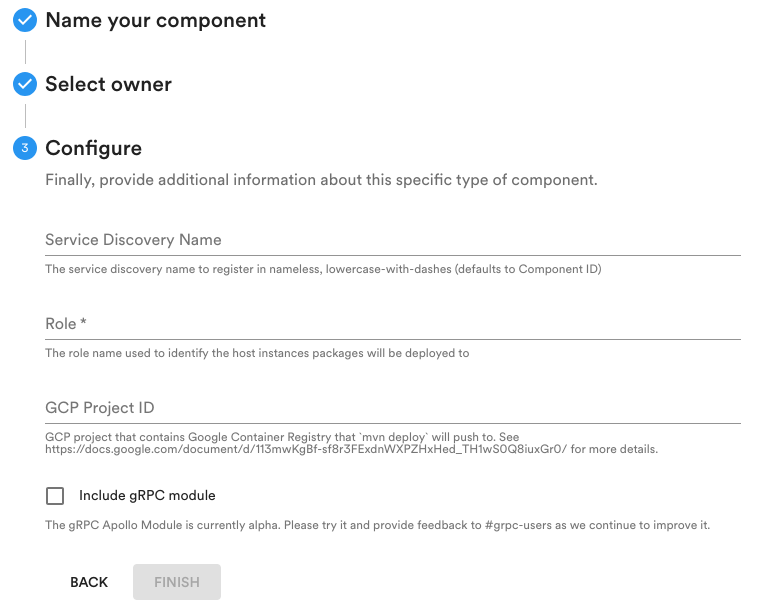 Name your component
Select owner
3 Configure
Finally, provide additional information about this specific type of component.
Service Discovery Name
The service discovery name to register in nameless, lowercase-with-dashes (defaults to Component ID)
Role *
The role name used to identify the host instances packages will be deployed to
GCP Project ID
GCP project that contains Google Container Registry that `mvn deploy` will push to. See
https://docs.google.com/document/d/113mwKgBf-sf8r3FExdnWXPZHxHed_TH1wS0Q8iuxGr0/ for more details.
Include gRPC module
The gRPC Apollo Module is currently alpha. Please try it and provide feedback to #grpc-users as we continue to improve it.
BACK FINISH